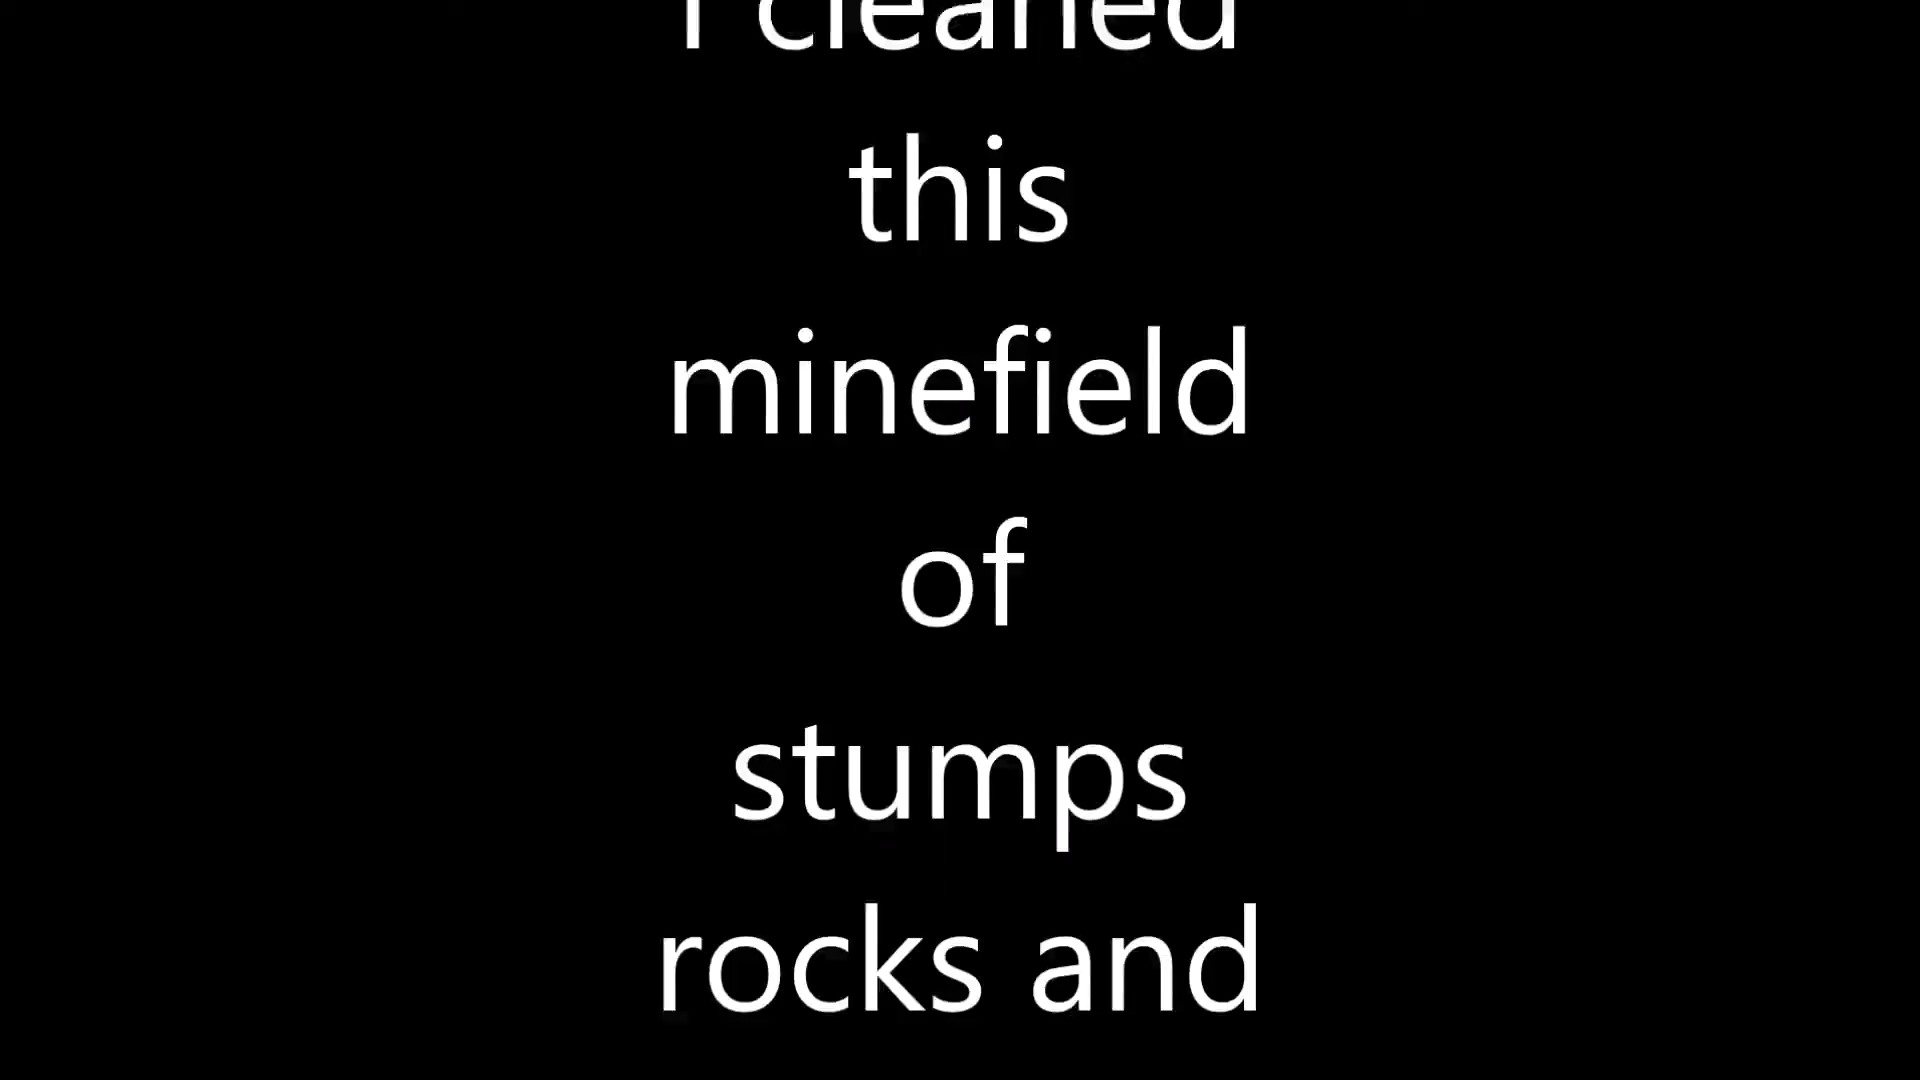 I cleaned
this
minefield
of
stumps
rocks and